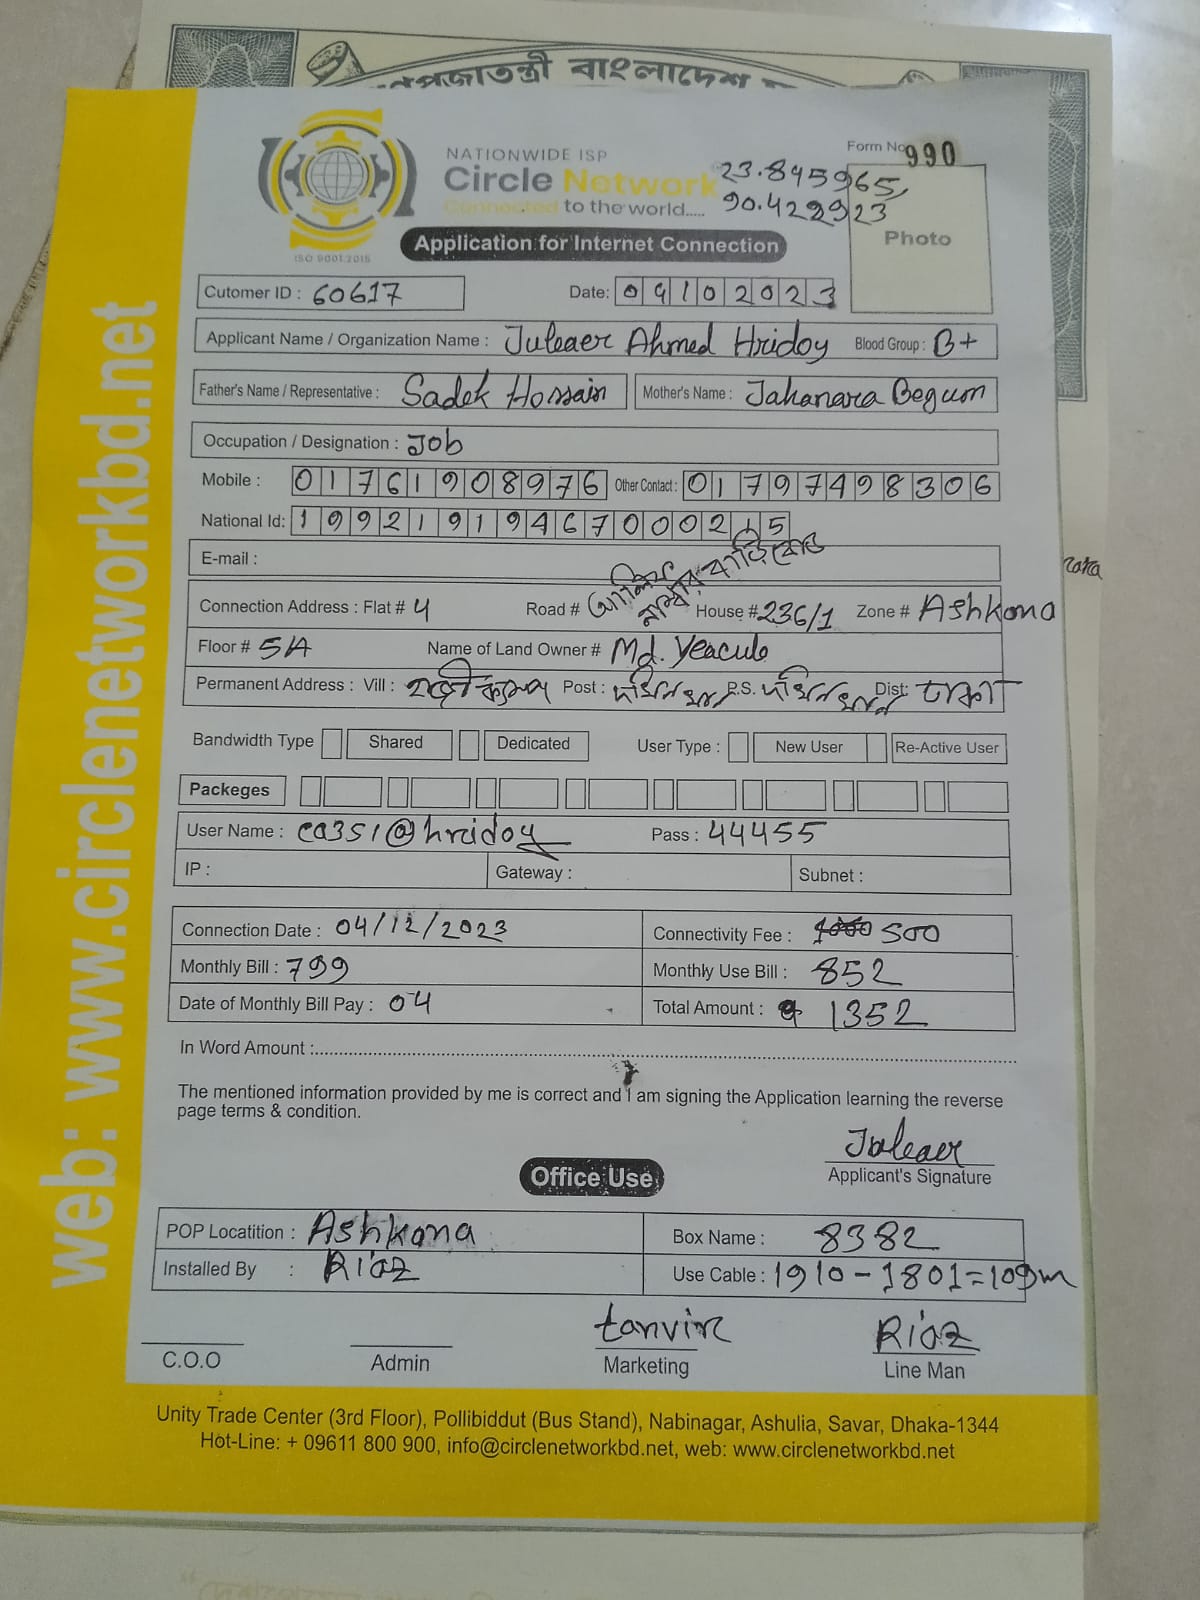 নপ্রজাতন্ত্রী বাংলাদেশ
web: www.circlenetworkbd.net
Form No 990
NATIONWIDE ISP
Circle Network
Connected to the world.....
23.845965,
90.429923
Photo
ISO 9001:2015
Application for Internet Connection
Cutomer ID : 60617
Date: 09102023
Applicant Name / Organization Name : Juleaer Ahmed Hridoy Blood Group : B+
Father's Name / Representative : Sadek Hossain Mother's Name : Jahanara Begum
Occupation / Designation : Job
Mobile : 01761908976 Other Contact : 01797498306
National Id: 19921919467000215
E-mail :
Connection Address : Flat # 4 Road # House # 236/1 Zone # Ashkona
Floor # 5/A Name of Land Owner # Md. Yeacub
Permanent Address : Vill : Post : P.S. Dist: ঢাকা
Bandwidth Type Shared Dedicated User Type : New User Re-Active User
Packeges
User Name : ca351@hridoy Pass : 44455
IP : Gateway : Subnet :
Connection Date : 04/12/2023 Connectivity Fee : 1000 500
Monthly Bill : 799 Monthly Use Bill : 852
Date of Monthly Bill Pay : 04 Total Amount : 1352
In Word Amount :
The mentioned information provided by me is correct and I am signing the Application learning the reverse
page terms & condition.
Juleaer
Applicant's Signature
Office Use
POP Locatition : Ashkona Box Name : 8382
Installed By : Riaz Use Cable : 1910-1801=109m
tanvir Riaz
C.O.O Admin Marketing Line Man
Unity Trade Center (3rd Floor), Pollibiddut (Bus Stand), Nabinagar, Ashulia, Savar, Dhaka-1344
Hot-Line: + 09611 800 900, info@circlenetworkbd.net, web: www.circlenetworkbd.net